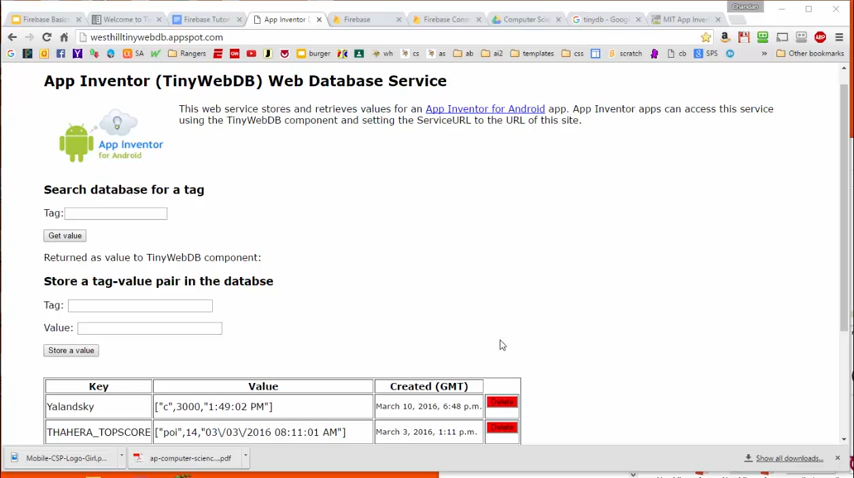 Chandan
Firebase Basics
Welcome to Ti
Firebase Tutor
App Inventor (
Firebase
Firebase Cons
Computer Scie
tinydb - Goog
MIT App Inven
westhilltinywebdb.appspot.com
SA
Rangers
burger
wh
cs
as
ab
ai2
templates
css
scratch
cb
SPS
»
Other bookmarks
App Inventor (TinyWebDB) Web Database Service
This web service stores and retrieves values for an App Inventor for Android app. App Inventor apps can access this service
using the TinyWebDB component and setting the ServiceURL to the URL of this site.
App Inventor
for Android
Search database for a tag
Tag:
Get value
Returned as value to TinyWebDB component:
Store a tag-value pair in the databse
Tag:
Value:
Store a value
Key Value Created (GMT)
Yalandsky ["c",3000,"1:49:02 PM"] March 10, 2016, 6:48 p.m. Delete
THAHERA_TOPSCORE ["poi",14,"03\/03\/2016 08:11:01 AM"] March 3, 2016, 1:11 p.m. Delete
Mobile-CSP-Logo-Girl.p...
ap-computer-scienc....pdf
Show all downloads...